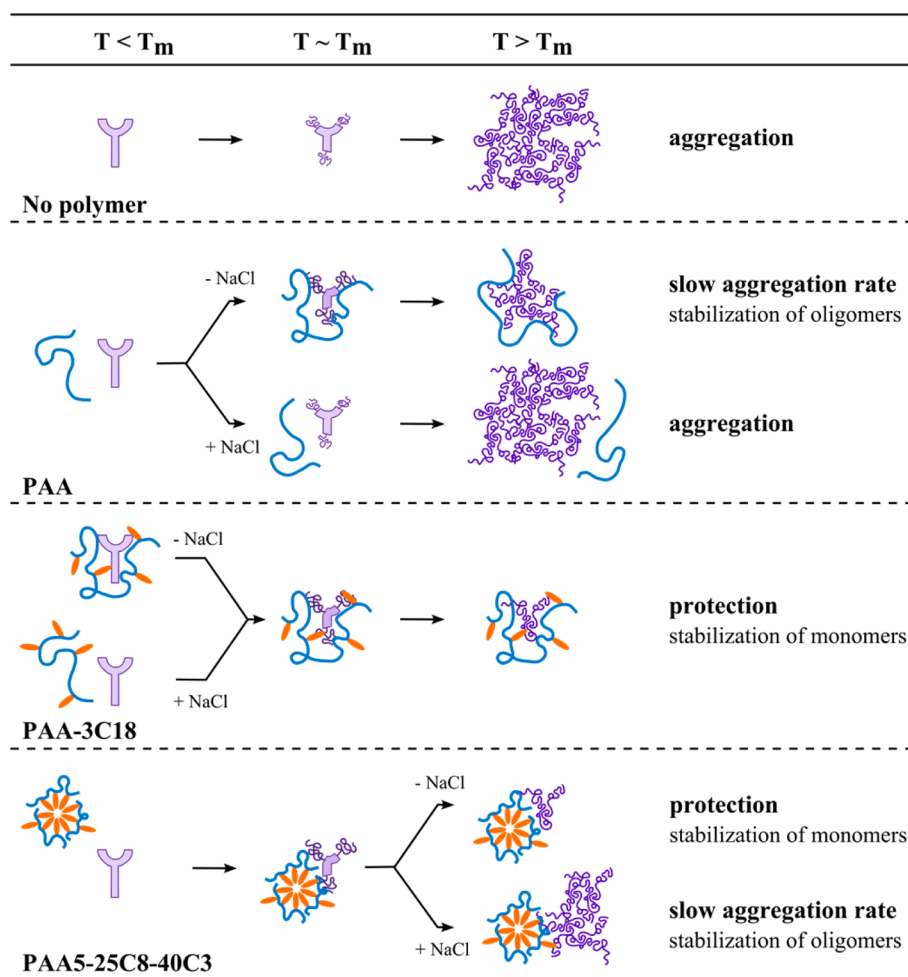 T < Tm
T ~ Tm
T > Tm
aggregation
No polymer
- NaCl
slow aggregation rate
stabilization of oligomers
+ NaCl
aggregation
PAA
- NaCl
protection
stabilization of monomers
+ NaCl
PAA-3C18
- NaCl
protection
stabilization of monomers
slow aggregation rate
+ NaCl
stabilization of oligomers
PAA5-25C8-40C3